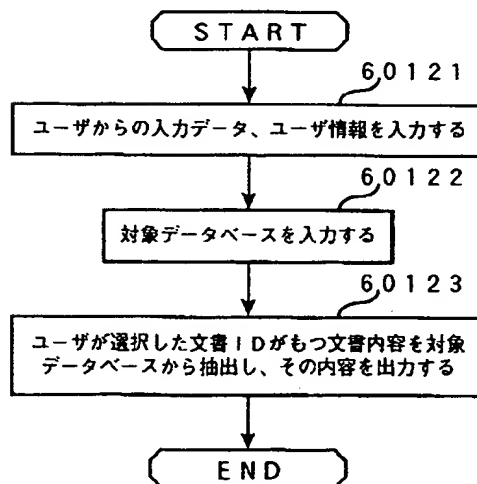 START
60121
ユーザからの入力データ、ユーザ情報を入力する
60122
対象データベースを入力する
60123
ユーザが選択した文書IDがもつ文書内容を対象
データベースから抽出し、その内容を出力する
END